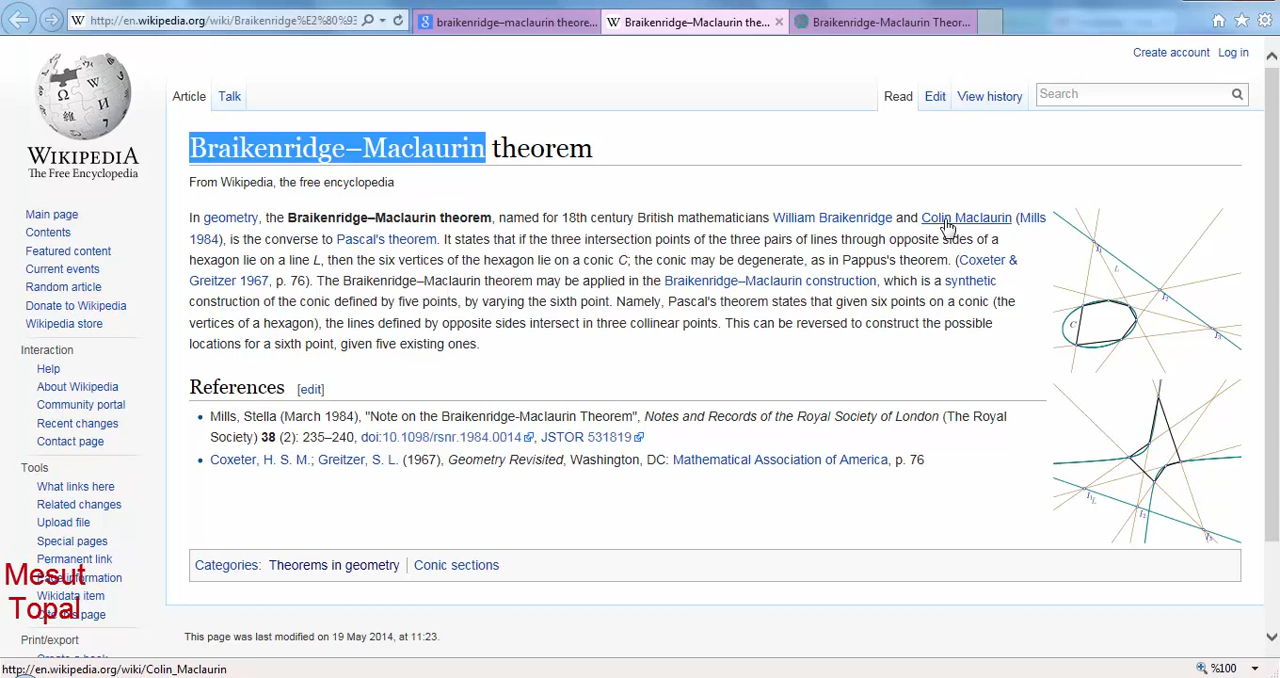 http://en.wikipedia.org/wiki/Braikenridge%E2%80%93
braikenridge–maclaurin theore...
Braikenridge–Maclaurin the...
Braikenridge-Maclaurin Theor...
Create account Log in
Article Talk
Read Edit View history
Search
WIKIPEDIA
The Free Encyclopedia
Main page
Contents
Featured content
Current events
Random article
Donate to Wikipedia
Wikimedia store
Interaction
Help
About Wikipedia
Community portal
Recent changes
Contact page
Tools
What links here
Related changes
Upload file
Special pages
Permanent link
Page information
Wikidata item
Cite this page
Print/export
Mesut
Topal
Braikenridge–Maclaurin theorem
From Wikipedia, the free encyclopedia
In geometry, the Braikenridge–Maclaurin theorem, named for 18th century British mathematicians William Braikenridge and Colin Maclaurin (Mills
1984), is the converse to Pascal's theorem. It states that if the three intersection points of the three pairs of lines through opposite sides of a
hexagon lie on a line L, then the six vertices of the hexagon lie on a conic C; the conic may be degenerate, as in Pappus's theorem. (Coxeter &
Greitzer 1967, p. 76). The Braikenridge–Maclaurin theorem may be applied in the Braikenridge–Maclaurin construction, which is a synthetic
construction of the conic defined by five points, by varying the sixth point. Namely, Pascal's theorem states that given six points on a conic (the
vertices of a hexagon), the lines defined by opposite sides intersect in three collinear points. This can be reversed to construct the possible
locations for a sixth point, given five existing ones.
References [edit]
Mills, Stella (March 1984), "Note on the Braikenridge-Maclaurin Theorem", Notes and Records of the Royal Society of London (The Royal
Society) 38 (2): 235–240, doi:10.1098/rsnr.1984.0014, JSTOR 531819
Coxeter, H. S. M.; Greitzer, S. L. (1967), Geometry Revisited, Washington, DC: Mathematical Association of America, p. 76
Categories: Theorems in geometry Conic sections
This page was last modified on 19 May 2014, at 11:23.
http://en.wikipedia.org/wiki/Colin_Maclaurin
%100